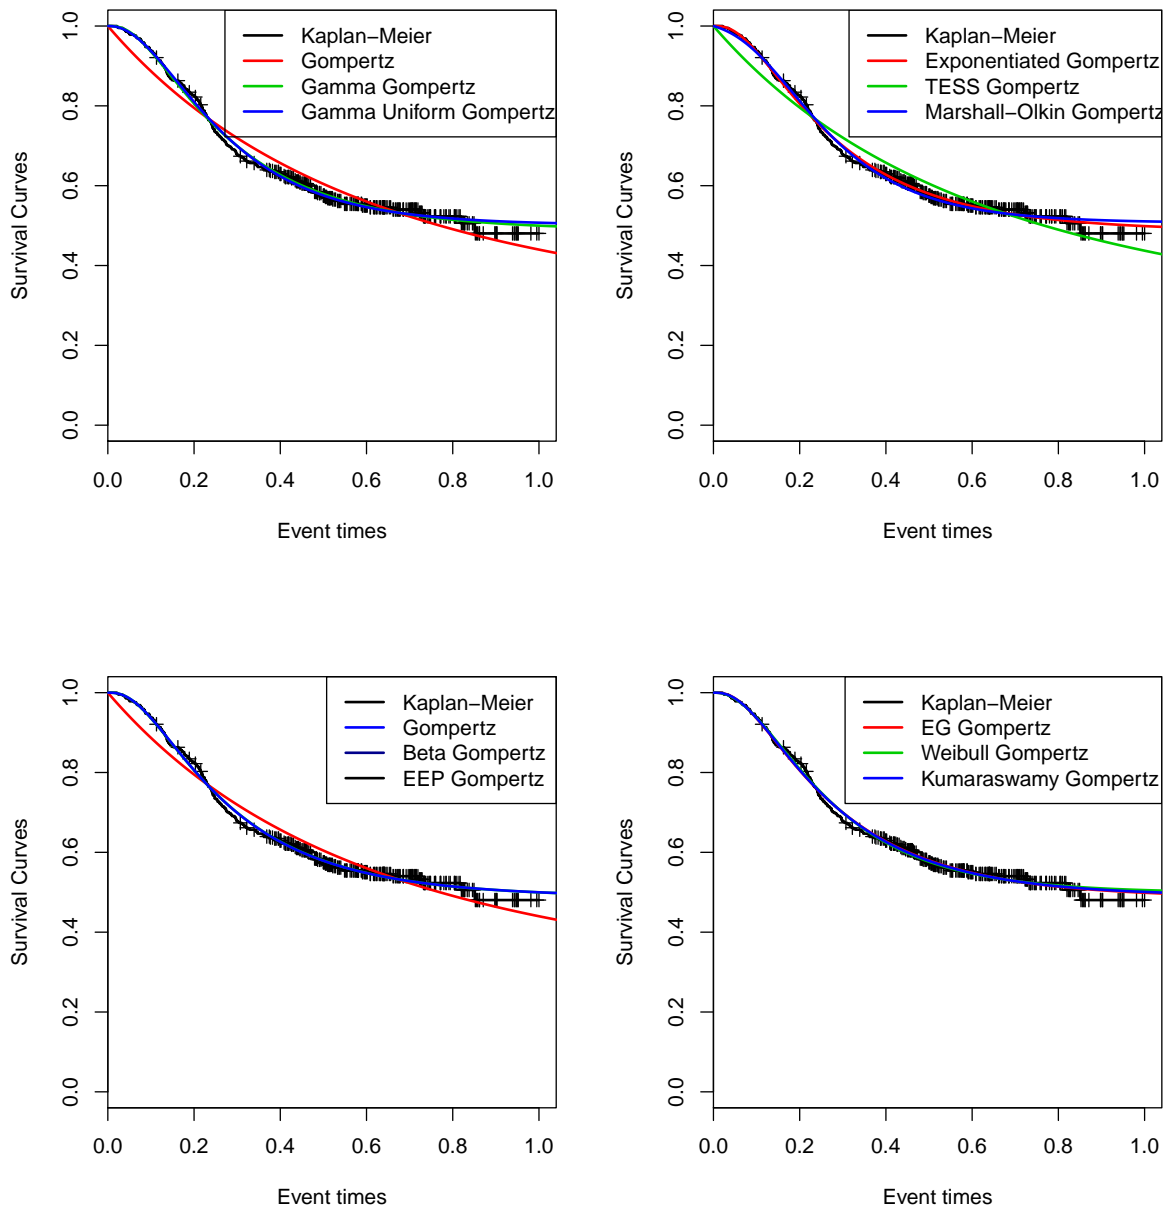 Kaplan−Meier
Gompertz
Gamma Gompertz
Gamma Uniform Gompertz
Survival Curves
1.0
0.8
0.6
0.4
0.2
0.0
0.0 0.2 0.4 0.6 0.8 1.0
Event times
Kaplan−Meier
Exponentiated Gompertz
TESS Gompertz
Marshall−Olkin Gompertz
Survival Curves
1.0
0.8
0.6
0.4
0.2
0.0
0.0 0.2 0.4 0.6 0.8 1.0
Event times
Kaplan−Meier
Gompertz
Beta Gompertz
EEP Gompertz
Survival Curves
1.0
0.8
0.6
0.4
0.2
0.0
0.0 0.2 0.4 0.6 0.8 1.0
Event times
Kaplan−Meier
EG Gompertz
Weibull Gompertz
Kumaraswamy Gompertz
Survival Curves
1.0
0.8
0.6
0.4
0.2
0.0
0.0 0.2 0.4 0.6 0.8 1.0
Event times